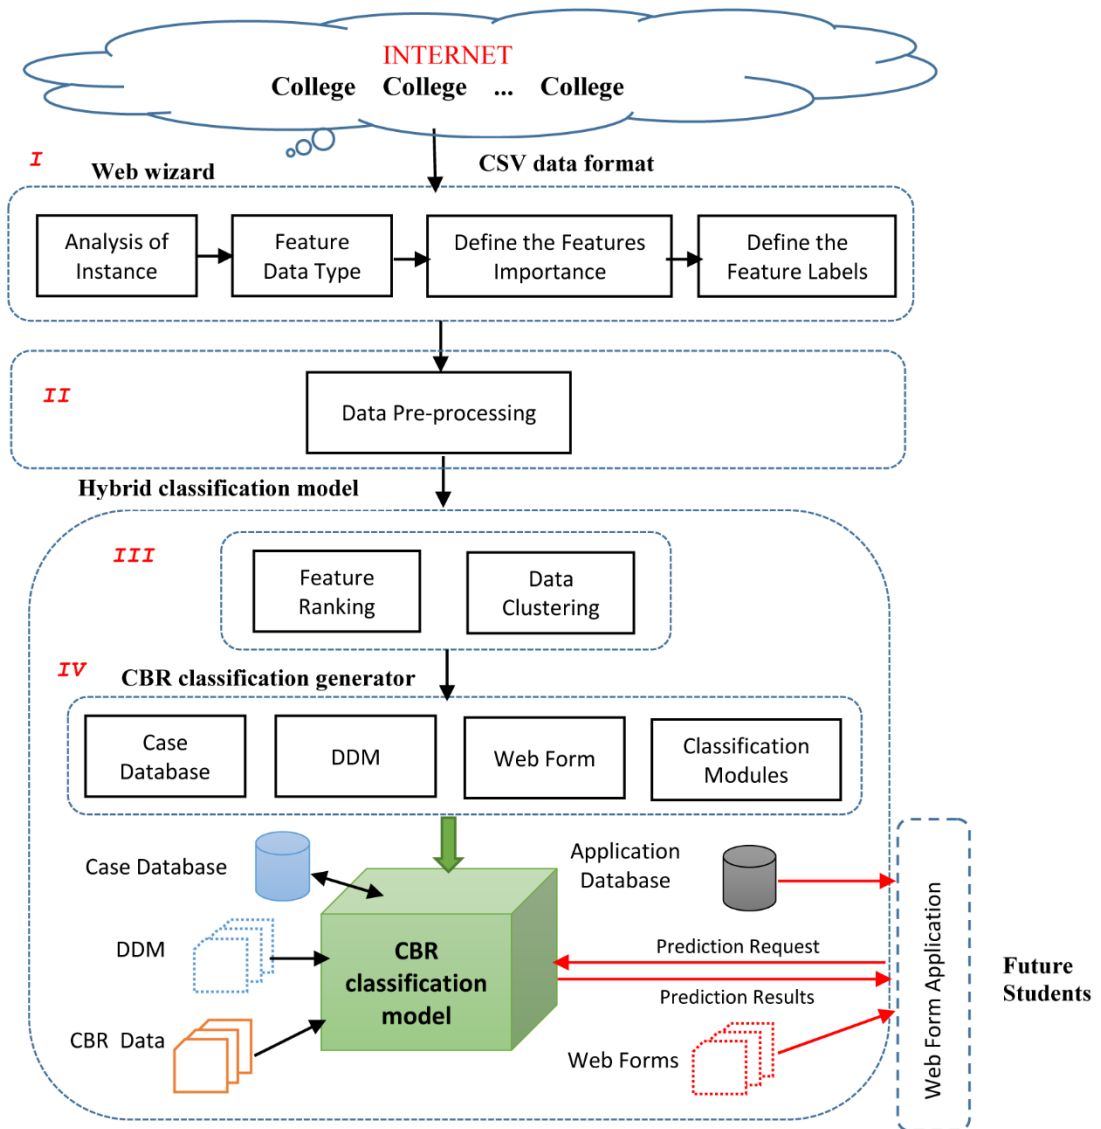 INTERNET
College College ... College
I
Web wizard
CSV data format
Analysis of
Instance
Feature
Data Type
Define the Features
Importance
Define the
Feature Labels
II
Data Pre-processing
Hybrid classification model
III
Feature
Ranking
Data
Clustering
IV
CBR classification generator
Case
Database
DDM
Web Form
Classification
Modules
Case Database
Application
Database
DDM
CBR
classification
model
Prediction Request
Prediction Results
CBR Data
Web Forms
Web Form Application
Future
Students